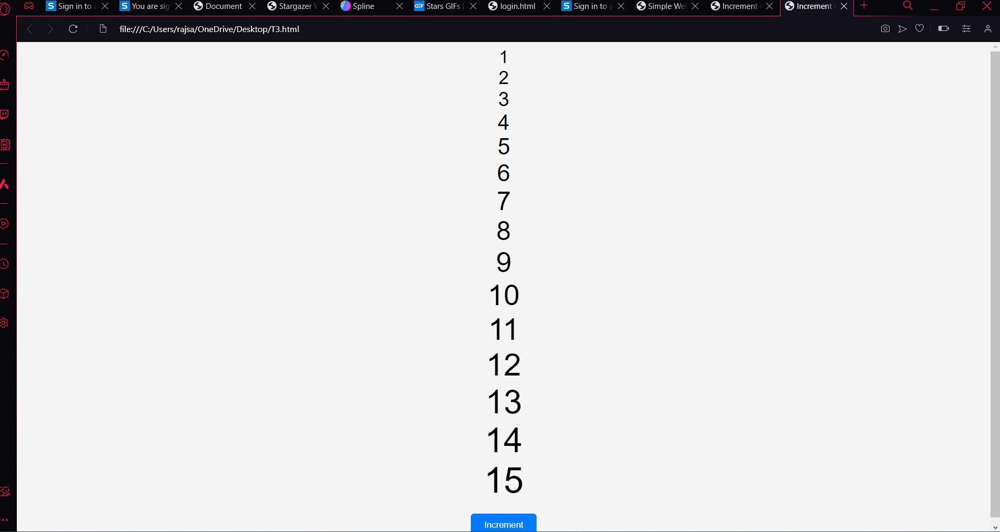 Sign in to a
You are sig
Document
Stargazer
Spline
GIF
Stars GIFs |
login.html
Sign in to a
Simple We
Increment
Increment
file:///C:/Users/rajsa/OneDrive/Desktop/T3.html
1
2
3
4
5
6
7
8
9
10
11
12
13
14
15
Increment